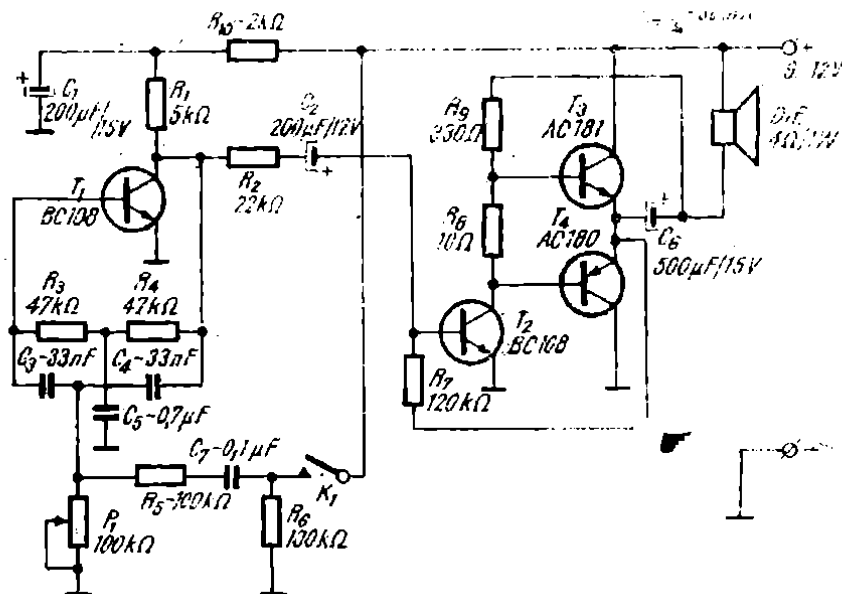 R10-2kΩ
+
9..12V
C1
200µF/
/15V
R1
5kΩ
C2
200µF/12V
R2
22kΩ
R9
330Ω
T3
AC181
4Ω/1W
T1
BC108
R8
10Ω
T4
AC180
C6
500µF/15V
R3
47kΩ
R4
47kΩ
T2
BC108
C3-33nF
C4-33nF
R7
120kΩ
C5-0,7µF
C7-0,1µF
R5-100kΩ
K1
P1
100kΩ
R6
100kΩ